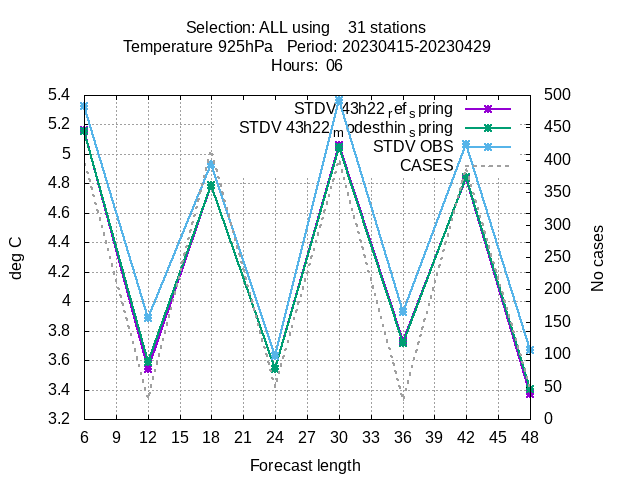 Selection: ALL using 31 stations
Temperature 925hPa Period: 20230415-20230429
Hours: 06
STDV 43h22refspring
STDV 43h22modesthinspring
STDV OBS
CASES
5.4
5.2
5
4.8
4.6
4.4
4.2
4
3.8
3.6
3.4
3.2
deg C
500
450
400
350
300
250
200
150
100
50
0
No cases
6 9 12 15 18 21 24 27 30 33 36 39 42 45 48
Forecast length